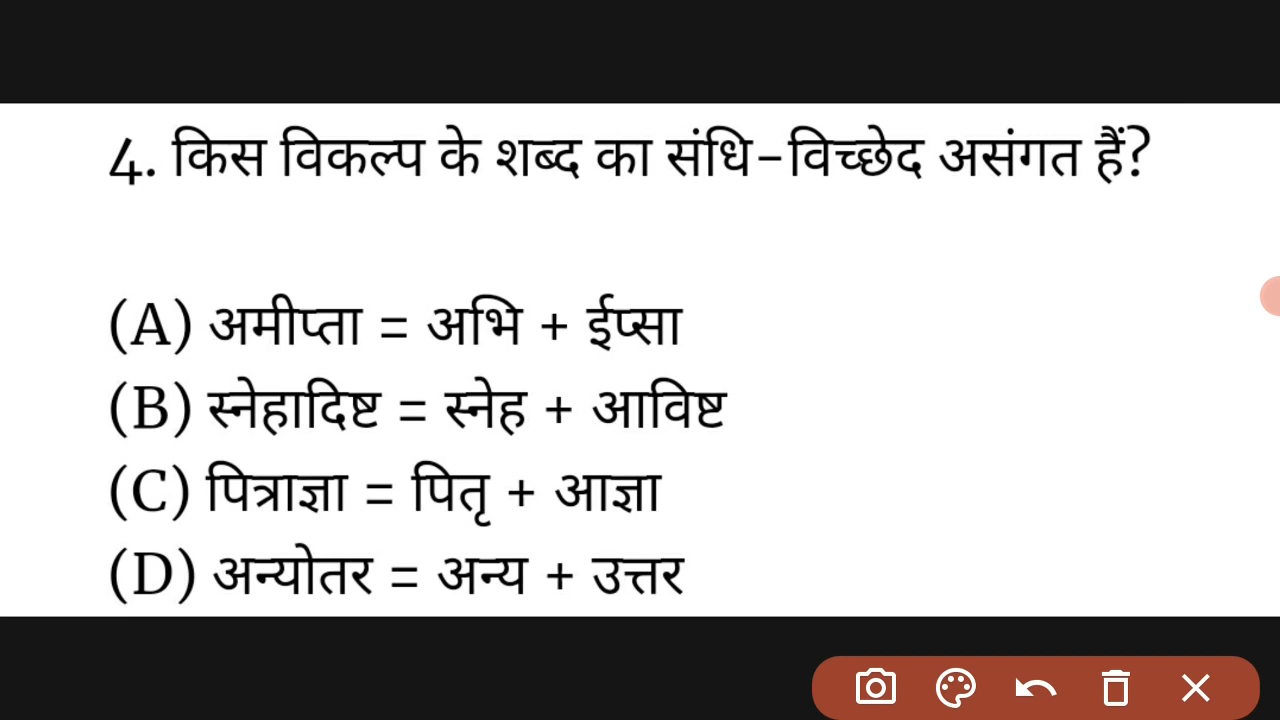 4. किस विकल्प के शब्द का संधि-विच्छेद असंगत हैं?
(A) अमीप्ता = अभि + ईप्सा
(B) स्नेहादिष्ट = स्नेह + आविष्ट
(C) पित्राज्ञा = पितृ + आज्ञा
(D) अन्योतर = अन्य + उत्तर